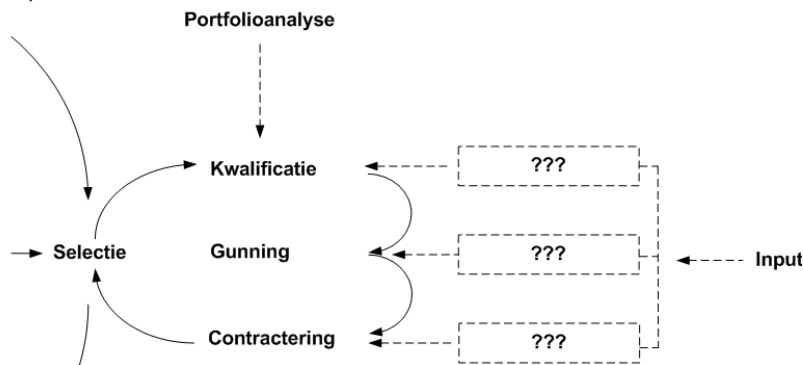 Portfolioanalyse
Kwalificatie
???
Selectie
Gunning
???
Input
Contractering
???